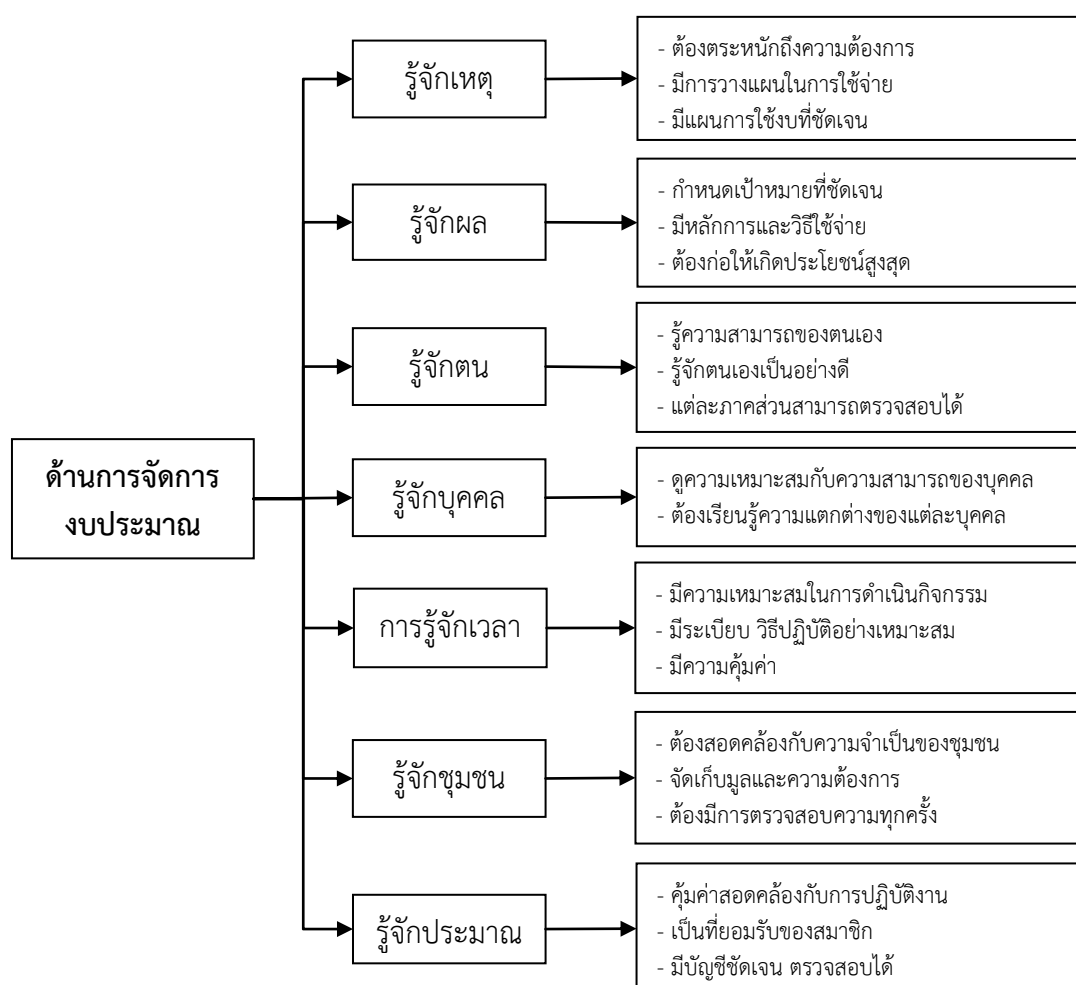 รู้จักเหตุ
- ต้องตระหนักถึงความต้องการ
- มีการวางแผนในการใช้จ่าย
- มีแผนการใช้งบที่ชัดเจน
รู้จักผล
- กำหนดเป้าหมายที่ชัดเจน
- มีหลักการและวิธีใช้จ่าย
- ต้องก่อให้เกิดประโยชน์สูงสุด
รู้จักตน
- รู้ความสามารถของตนเอง
- รู้จักตนเองเป็นอย่างดี
- แต่ละภาคส่วนสามารถตรวจสอบได้
ด้านการจัดการ
งบประมาณ
รู้จักบุคคล
- ดูความเหมาะสมกับความสามารถของบุคคล
- ต้องเรียนรู้ความแตกต่างของแต่ละบุคคล
การรู้จักเวลา
- มีความเหมาะสมในการดำเนินกิจกรรม
- มีระเบียบ วิธีปฏิบัติอย่างเหมาะสม
- มีความคุ้มค่า
รู้จักชุมชน
- ต้องสอดคล้องกับความจำเป็นของชุมชน
- จัดเก็บมูลและความต้องการ
- ต้องมีการตรวจสอบความทุกครั้ง
รู้จักประมาณ
- คุ้มค่าสอดคล้องกับการปฏิบัติงาน
- เป็นที่ยอมรับของสมาชิก
- มีบัญชีชัดเจน ตรวจสอบได้